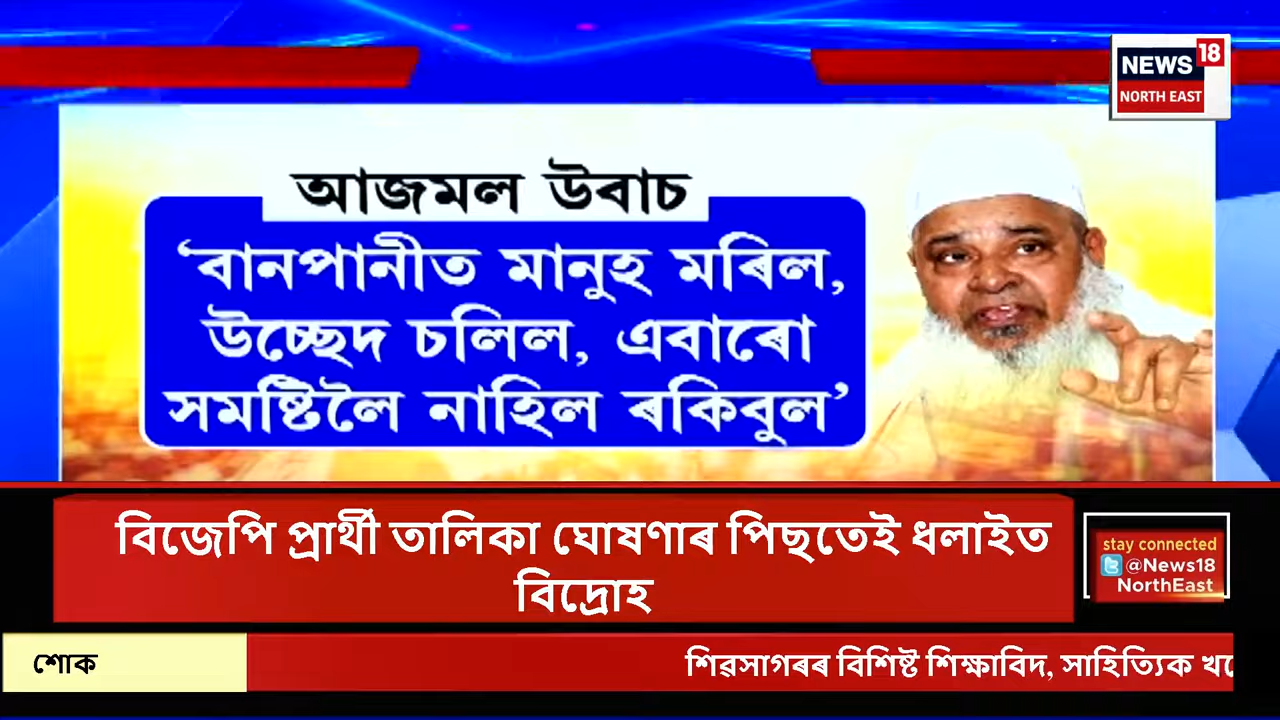 NEWS 18
NORTH EAST
আজমল উবাচ
‘বানপানীত মানুহ মৰিল,
উচ্ছেদ চলিল, এবাৰো
সমষ্টিলৈ নাহিল ৰকিবুল’
বিজেপি প্ৰাৰ্থী তালিকা ঘোষণাৰ পিছতেই ধলাইত
বিদ্ৰোহ
stay connected
@News18
NorthEast
শোক
শিৱসাগৰৰ বিশিষ্ট শিক্ষাবিদ, সাহিত্যিক